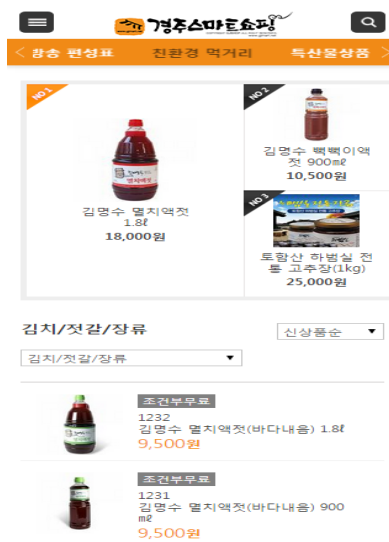 경주스마트쇼핑
< 방송 편성표
친환경 먹거리
특산물상품 >
NO 1
김명수 멸치액젓
1.8ℓ
18,000원
NO 2
김명수 백백이액
젓 900㎖
10,500원
NO 3
토함산 하범실 전
통 고추장(1kg)
25,000원
김치/젓갈/장류
신상품순 ▼
김치/젓갈/장류 ▼
조건부무료
1232
김명수 멸치액젓(바다내음) 1.8ℓ
9,500원
조건부무료
1231
김명수 멸치액젓(바다내음) 900
㎖
9,500원